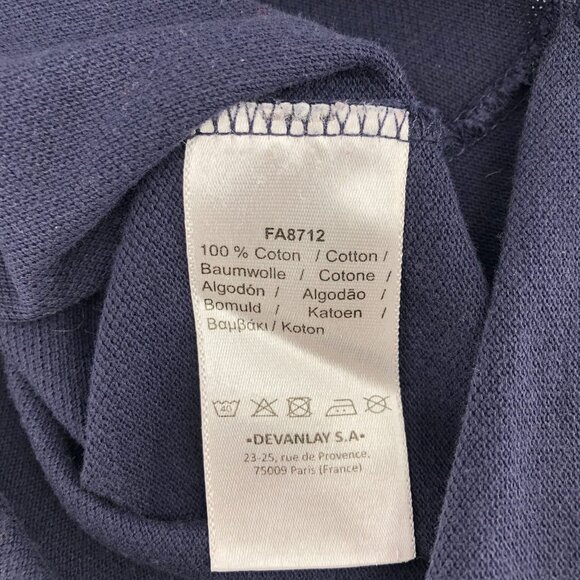 FA8712
100 % Coton / Cotton /
Baumwolle / Cotone /
Algodón / Algodão /
Bomuld / Katoen /
Βαμβάκι / Koton
40
•DEVANLAY S.A•
23-25, rue de Provence,
75009 Paris (France)